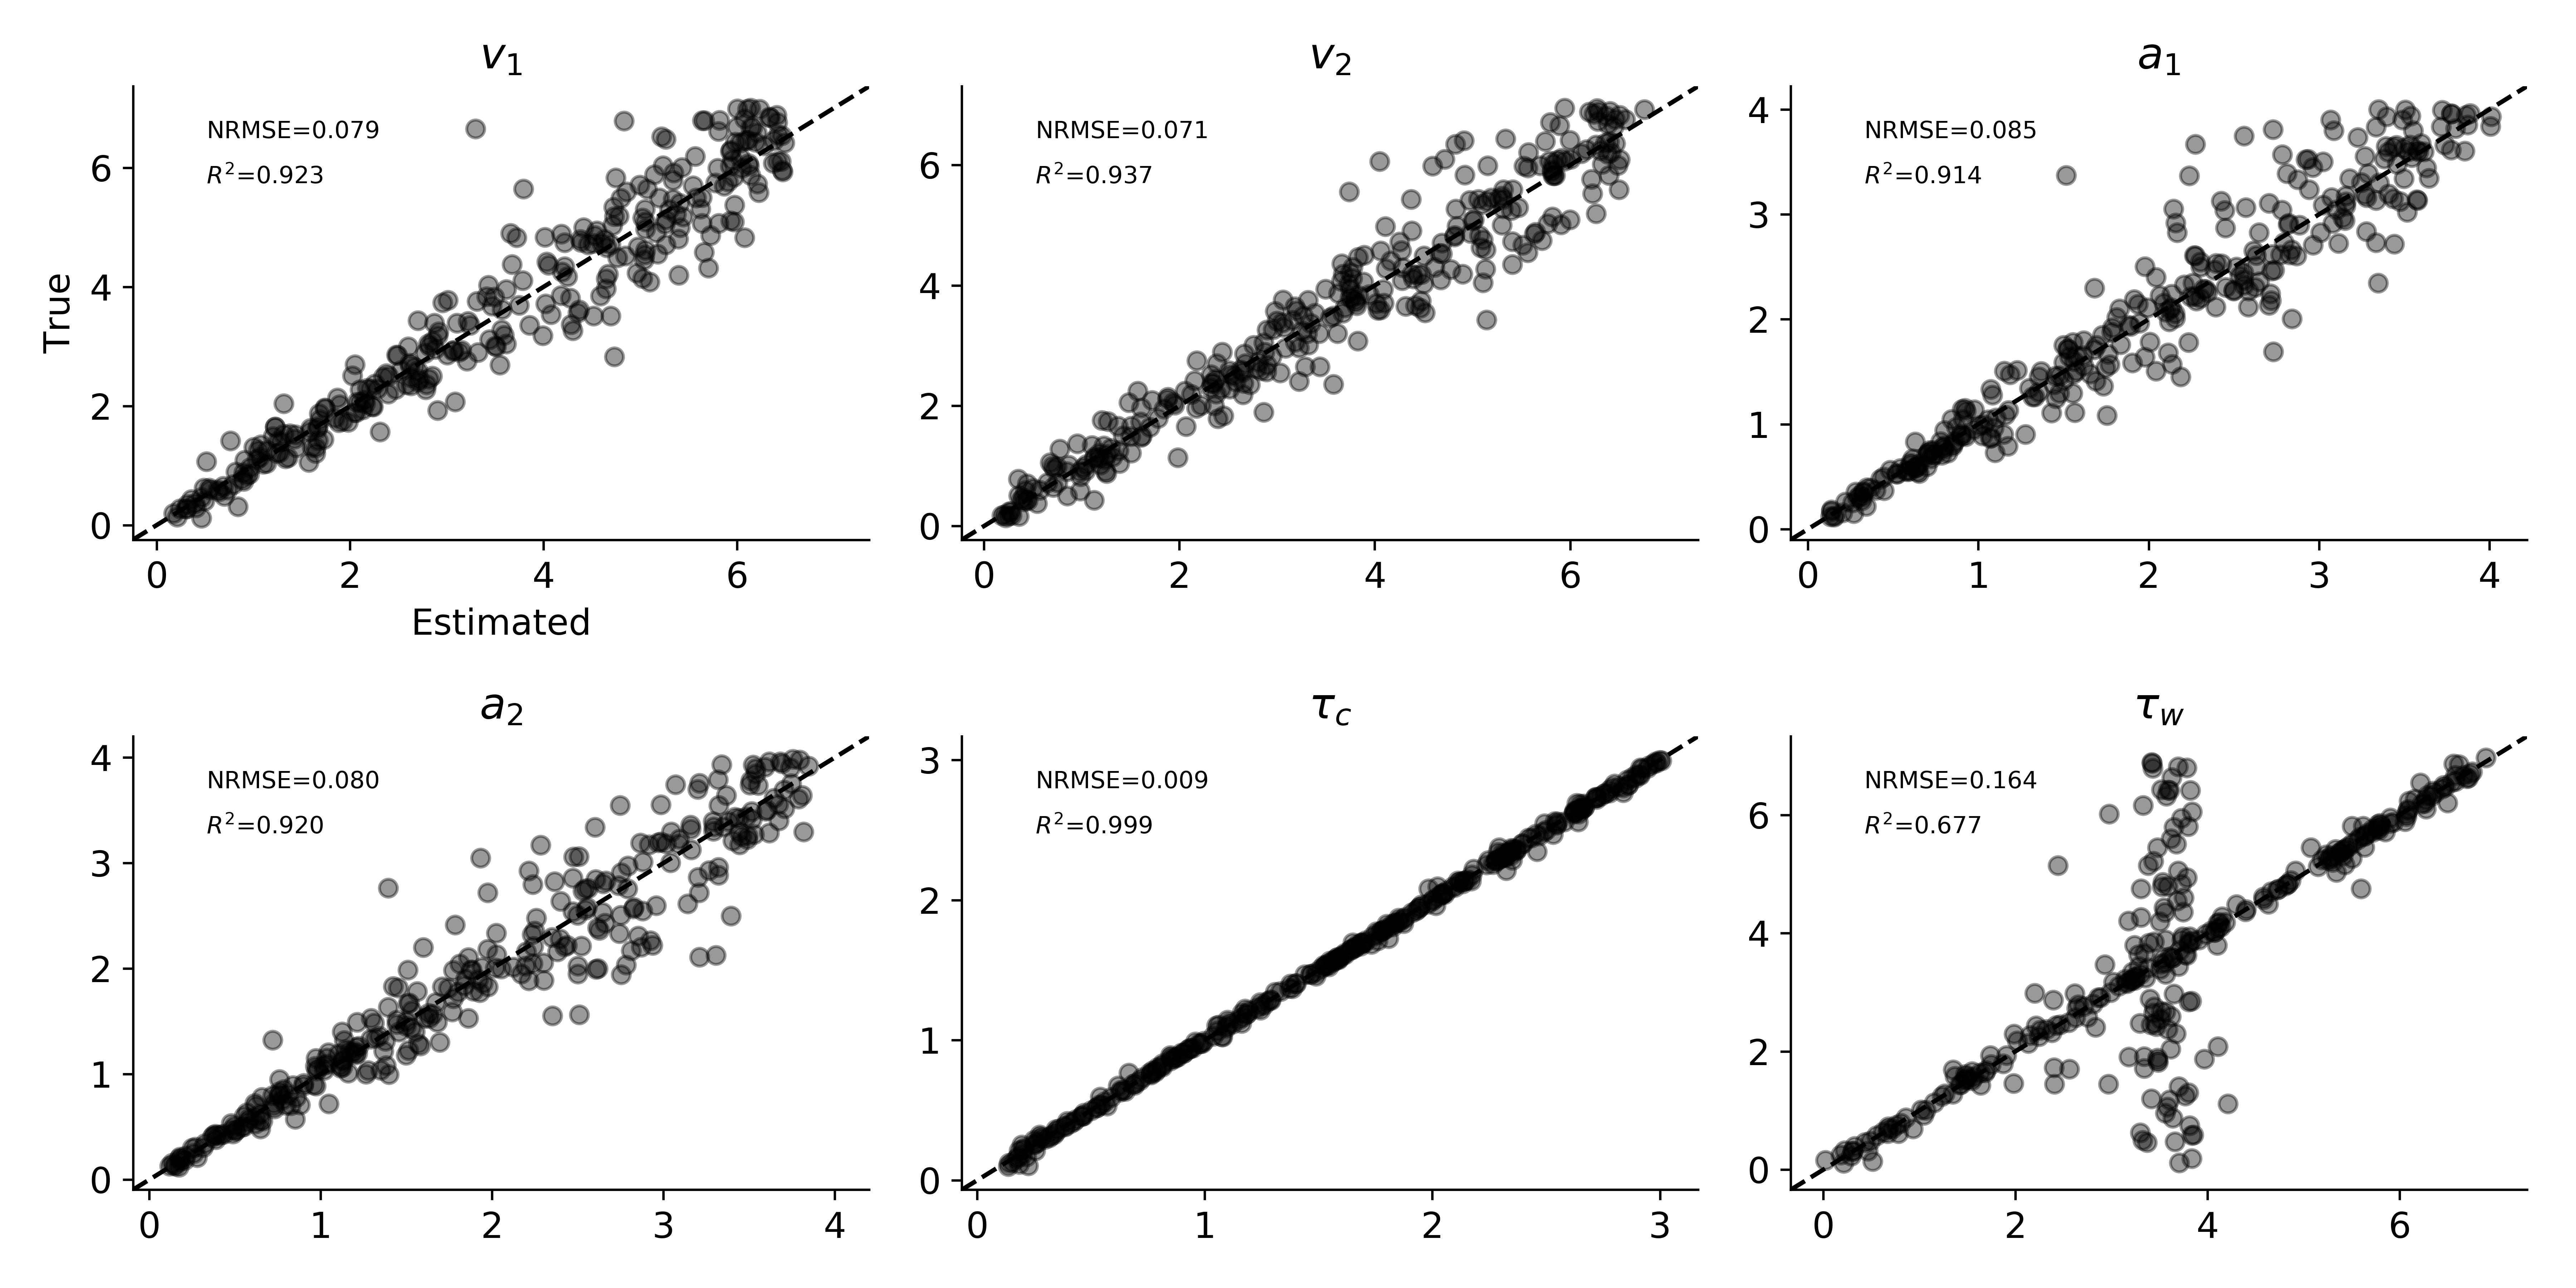 v₁
NRMSE=0.079
R²=0.923
True
6
4
2
0
0 2 4 6
Estimated
v₂
NRMSE=0.071
R²=0.937
6
4
2
0
0 2 4 6
a₁
NRMSE=0.085
R²=0.914
4
3
2
1
0
0 1 2 3 4
a₂
NRMSE=0.080
R²=0.920
4
3
2
1
0
0 1 2 3 4
τ_c
NRMSE=0.009
R²=0.999
3
2
1
0
0 1 2 3
τ_w
NRMSE=0.164
R²=0.677
6
4
2
0
0 2 4 6